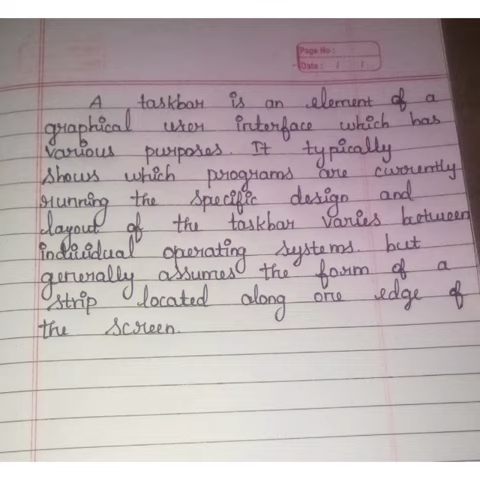 Page No :
Date : / /
A taskbar is an element of a
graphical user interface which has
various purposes. It typically
shows which programs are currently
running the specific design and
layout of the taskbar varies between
individual operating systems but
generally assumes the form of a
strip located along one edge of
the screen.